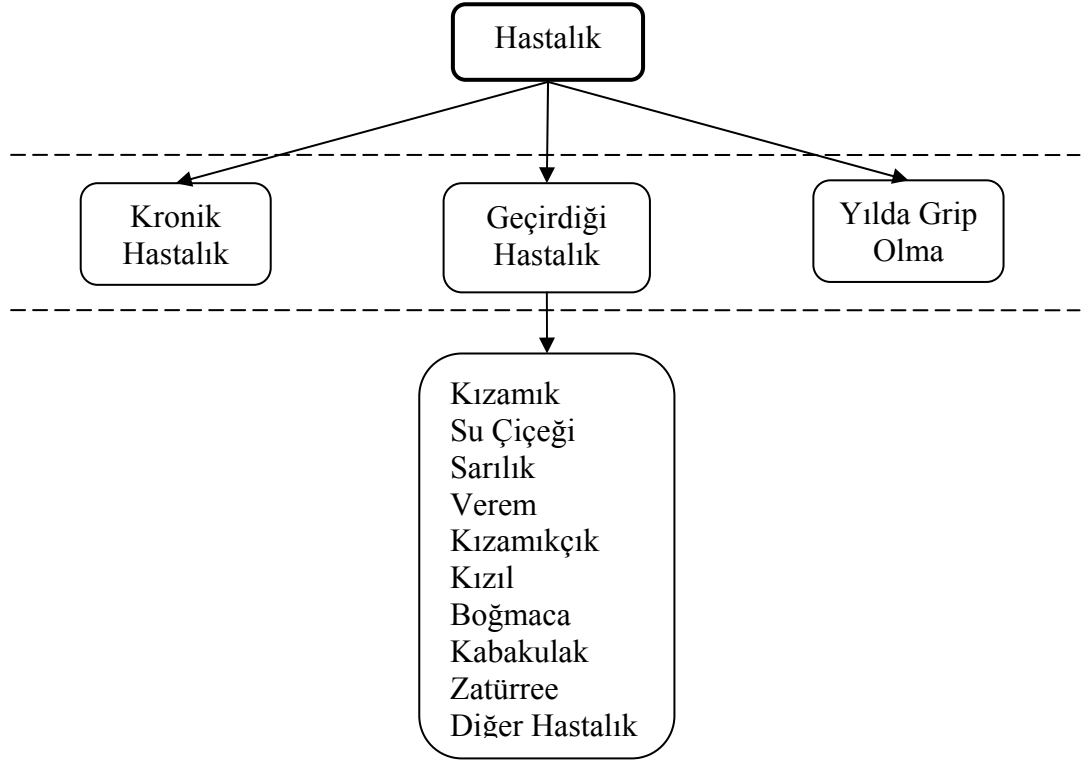 Hastalık
Kronik
Hastalık
Geçirdiği
Hastalık
Yılda Grip
Olma
Kızamık
Su Çiçeği
Sarılık
Verem
Kızamıkçık
Kızıl
Boğmaca
Kabakulak
Zatürree
Diğer Hastalık